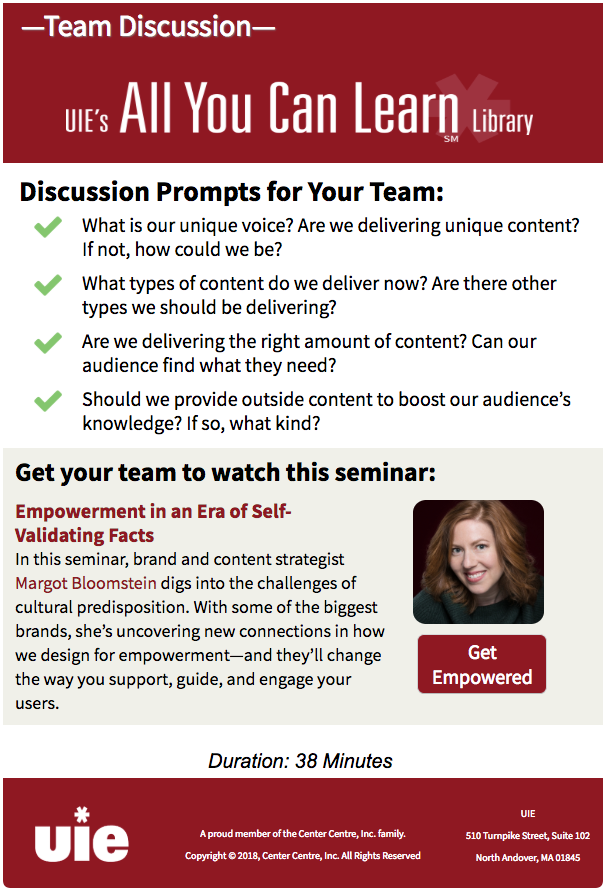 —Team Discussion—
UIE's All You Can Learn Library
SM
Discussion Prompts for Your Team:
What is our unique voice? Are we delivering unique content?
If not, how could we be?
What types of content do we deliver now? Are there other
types we should be delivering?
Are we delivering the right amount of content? Can our
audience find what they need?
Should we provide outside content to boost our audience’s
knowledge? If so, what kind?
Get your team to watch this seminar:
Empowerment in an Era of Self-
Validating Facts
In this seminar, brand and content strategist
Margot Bloomstein digs into the challenges of
cultural predisposition. With some of the biggest
brands, she’s uncovering new connections in how
we design for empowerment—and they’ll change
the way you support, guide, and engage your
users.
Get
Empowered
Duration: 38 Minutes
uie
A proud member of the Center Centre, Inc. family.
Copyright © 2018, Center Centre, Inc. All Rights Reserved
UIE
510 Turnpike Street, Suite 102
North Andover, MA 01845